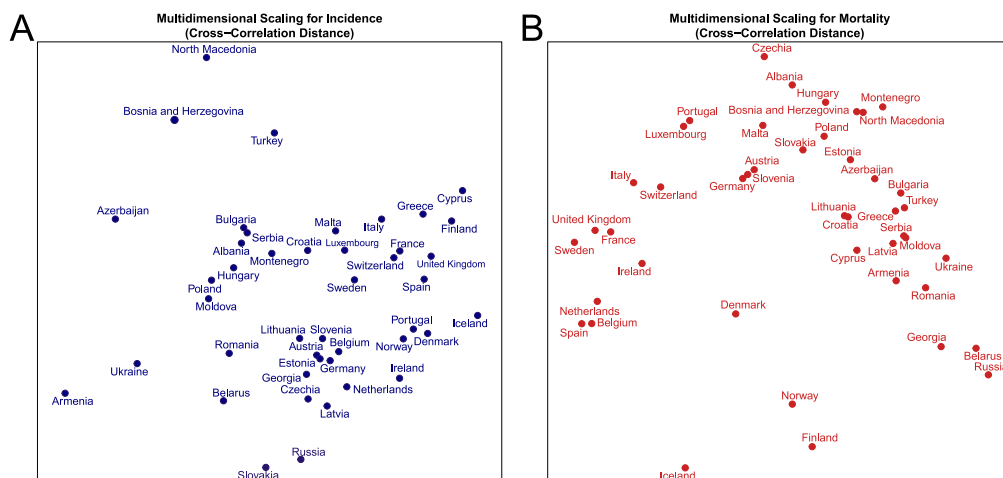 A
Multidimensional Scaling for Incidence
(Cross−Correlation Distance)
North Macedonia
Bosnia and Herzegovina
Turkey
Cyprus
Azerbaijan
Greece
Bulgaria
Malta
Italy
Finland
Serbia
Albania
Croatia
Luxembourg
France
Montenegro
Switzerland
United Kingdom
Hungary
Poland
Sweden
Spain
Moldova
Iceland
Lithuania
Slovenia
Portugal
Norway
Denmark
Romania
Austria
Belgium
Estonia
Germany
Ukraine
Ireland
Georgia
Armenia
Belarus
Czechia
Netherlands
Latvia
Russia
Slovakia
B
Multidimensional Scaling for Mortality
(Cross−Correlation Distance)
Czechia
Albania
Hungary
Montenegro
Portugal
Bosnia and Herzegovina
North Macedonia
Luxembourg
Malta
Poland
Slovakia
Estonia
Austria
Italy
Slovenia
Azerbaijan
Germany
Switzerland
Bulgaria
Turkey
Lithuania
Greece
United Kingdom
Croatia
Serbia
France
Sweden
Moldova
Latvia
Cyprus
Ukraine
Ireland
Armenia
Romania
Netherlands
Denmark
Spain
Belgium
Georgia
Belarus
Russia
Norway
Finland
Iceland